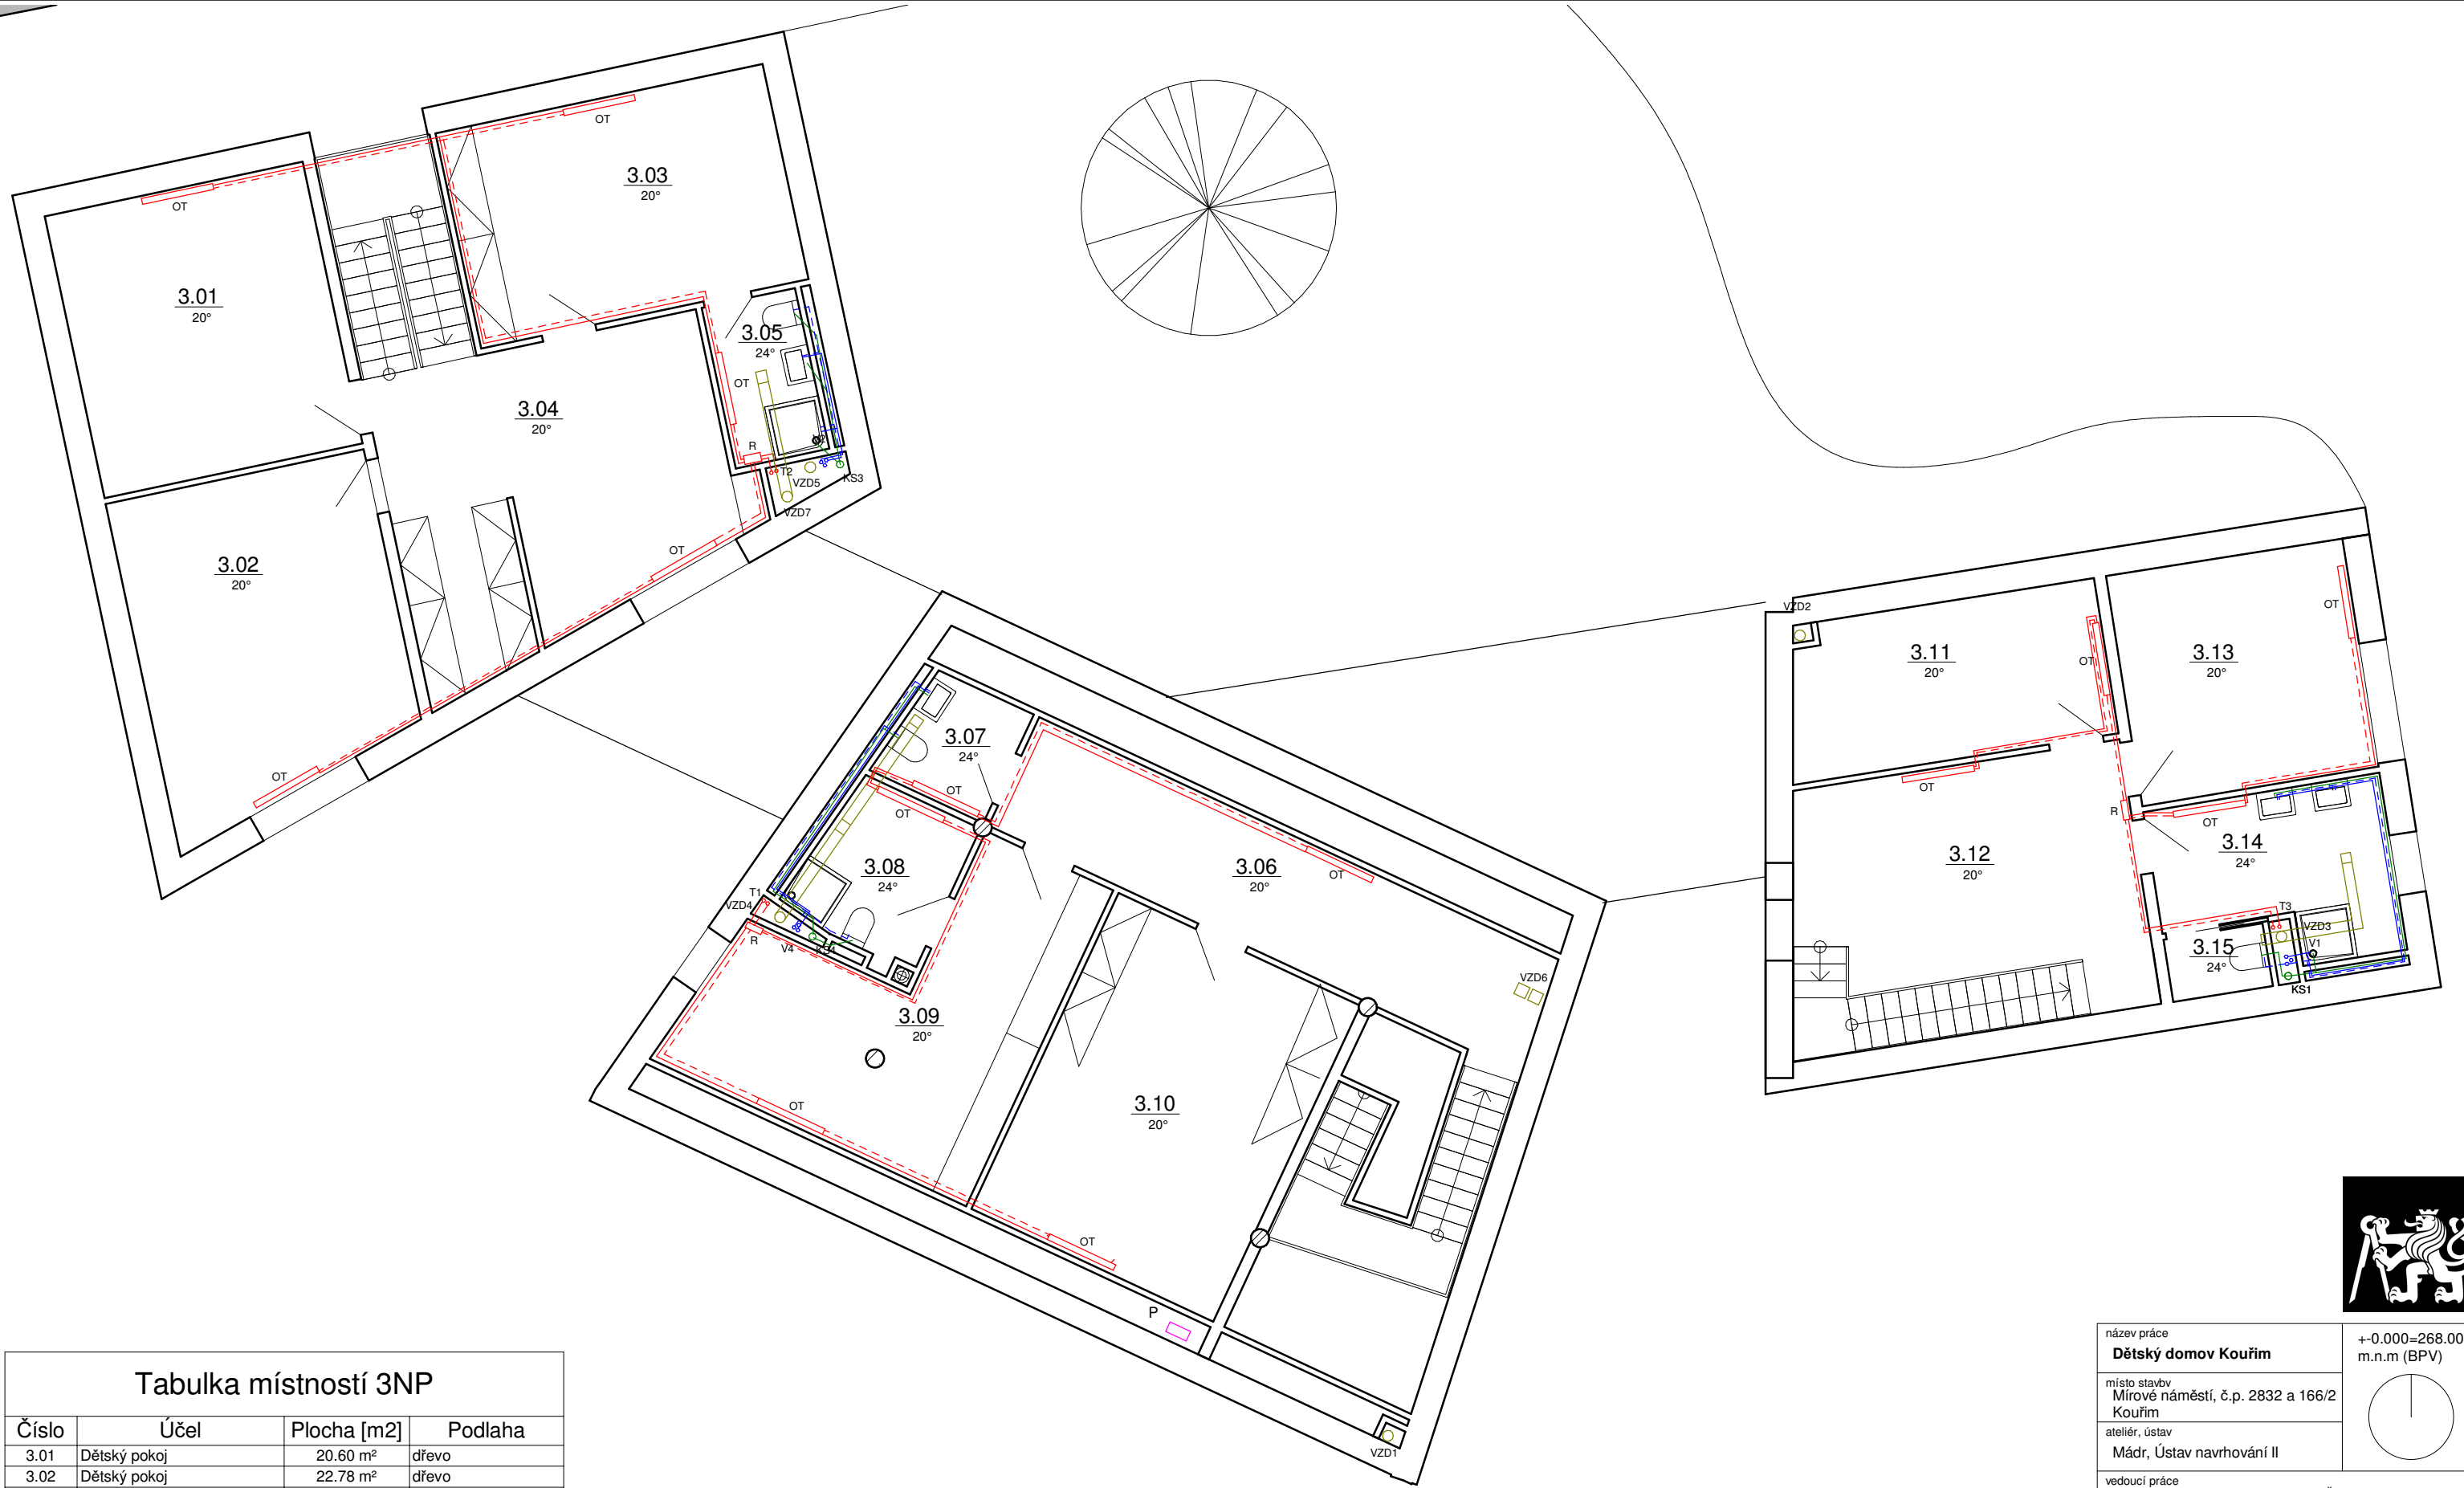 OT
OT
3.03
20°
3.01
20°
3.05
24°
OT
3.04
20°
R
T2
VZD5
KS3
VZD7
OT
3.02
20°
OT
VZD2
3.11
20°
OT
3.13
20°
OT
OT
R
OT
3.14
24°
3.12
20°
T3
VZD3
V1
3.15
24°
KS1
3.07
24°
OT
OT
3.08
24°
3.06
20°
OT
T1
VZD4
R
V4
3.09
20°
VZD6
OT
3.10
20°
OT
P
VZD1
Tabulka místností 3NP
Číslo Účel Plocha [m2] Podlaha
3.01 Dětský pokoj 20.60 m² dřevo
3.02 Dětský pokoj 22.78 m² dřevo
název práce
Dětský domov Kouřim
+-0.000=268.00
m.n.m (BPV)
místo stavby
Mírové náměstí, č.p. 2832 a 166/2
Kouřim
ateliér, ústav
Mádr, Ústav navrhování II
vedoucí práce